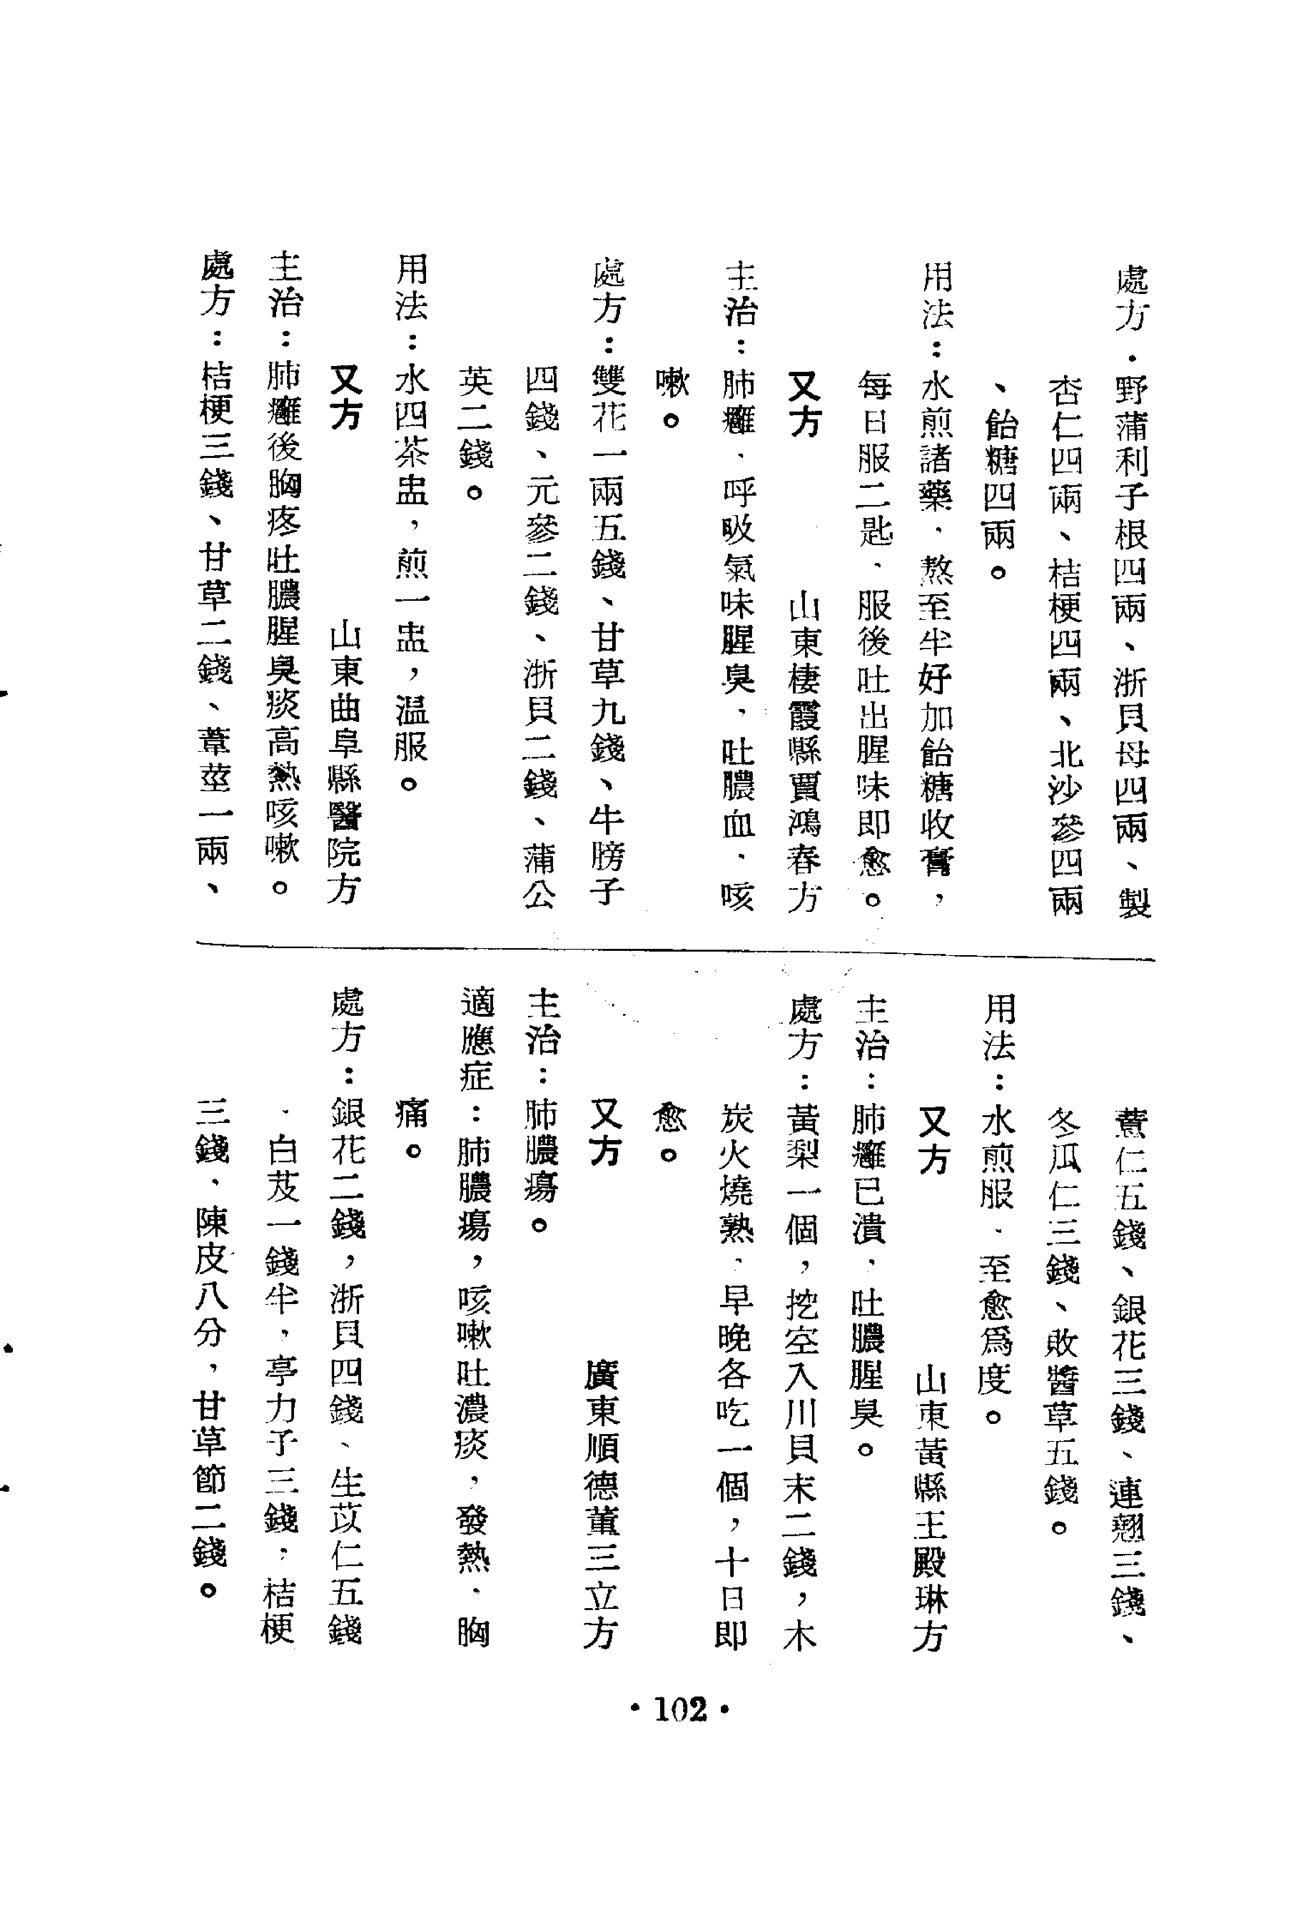 處方．野蒲利子根四兩、浙貝母四兩、製
杏仁四兩、桔梗四兩、北沙參四兩
、飴糖四兩。
用法：水煎諸藥、熬至半好加飴糖收膏，
每日服二匙、服後吐出腥味即愈。
又方　山東棲霞縣賈鴻春方
主治：肺癰、呼吸氣味腥臭、吐膿血、咳
嗽。
處方：雙花一兩五錢、甘草九錢、牛膀子
四錢、元參二錢、浙貝二錢、蒲公
英二錢。
用法：水四茶盅，煎一盅，温服。
又方　山東曲阜縣醫院方
主治：肺癰後胸疼吐膿腥臭痰高熱咳嗽。
處方：桔梗三錢、甘草二錢、葦莖一兩、
薏仁五錢、銀花三錢、連翹三錢、
冬瓜仁三錢、敗醬草五錢。
用法：水煎服、至愈爲度。
又方　山東黃縣王殿琳方
主治：肺癰已潰，吐膿腥臭。
處方：黃梨一個，挖空入川貝末二錢，木
炭火燒熟、早晚各吃一個，十日即
愈。
又方　廣東順德董三立方
主治：肺膿瘍。
適應症：肺膿瘍，咳嗽吐濃痰，發熱、胸
痛。
處方：銀花二錢，浙貝四錢、生苡仁五錢
、白芨一錢半，亭力子三錢，桔梗
三錢、陳皮八分，甘草節二錢。
·102·